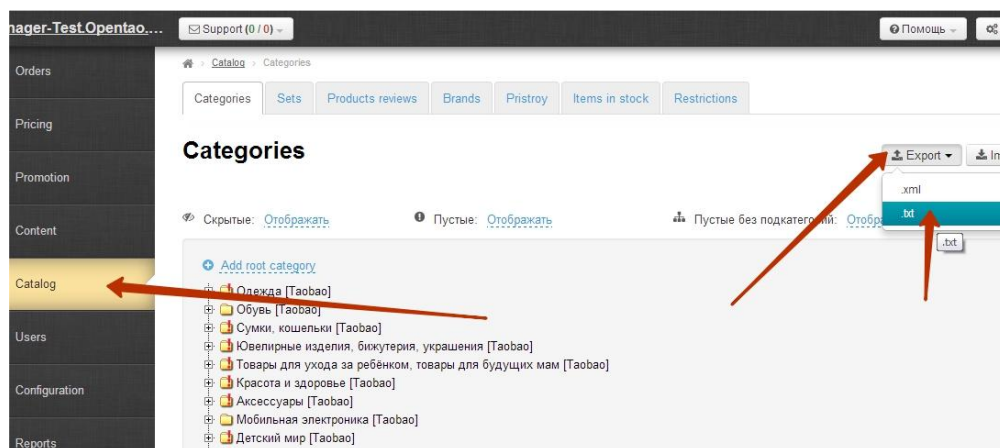 nager-Test.Opentao....
Support (0 / 0)
Помощь
Orders
Pricing
Promotion
Content
Catalog
Users
Configuration
Reports
Catalog › Categories
Categories Sets Products reviews Brands Pristroy Items in stock Restrictions
Categories
Export Im
.xml
.txt
.txt
Скрытые: Отображать Пустые: Отображать Пустые без подкатегорий: Отобра
Add root category
Одежда [Taobao]
Обувь [Taobao]
Сумки, кошельки [Taobao]
Ювелирные изделия, бижутерия, украшения [Taobao]
Товары для ухода за ребёнком, товары для будущих мам [Taobao]
Красота и здоровье [Taobao]
Аксессуары [Taobao]
Мобильная электроника [Taobao]
Детский мир [Taobao]